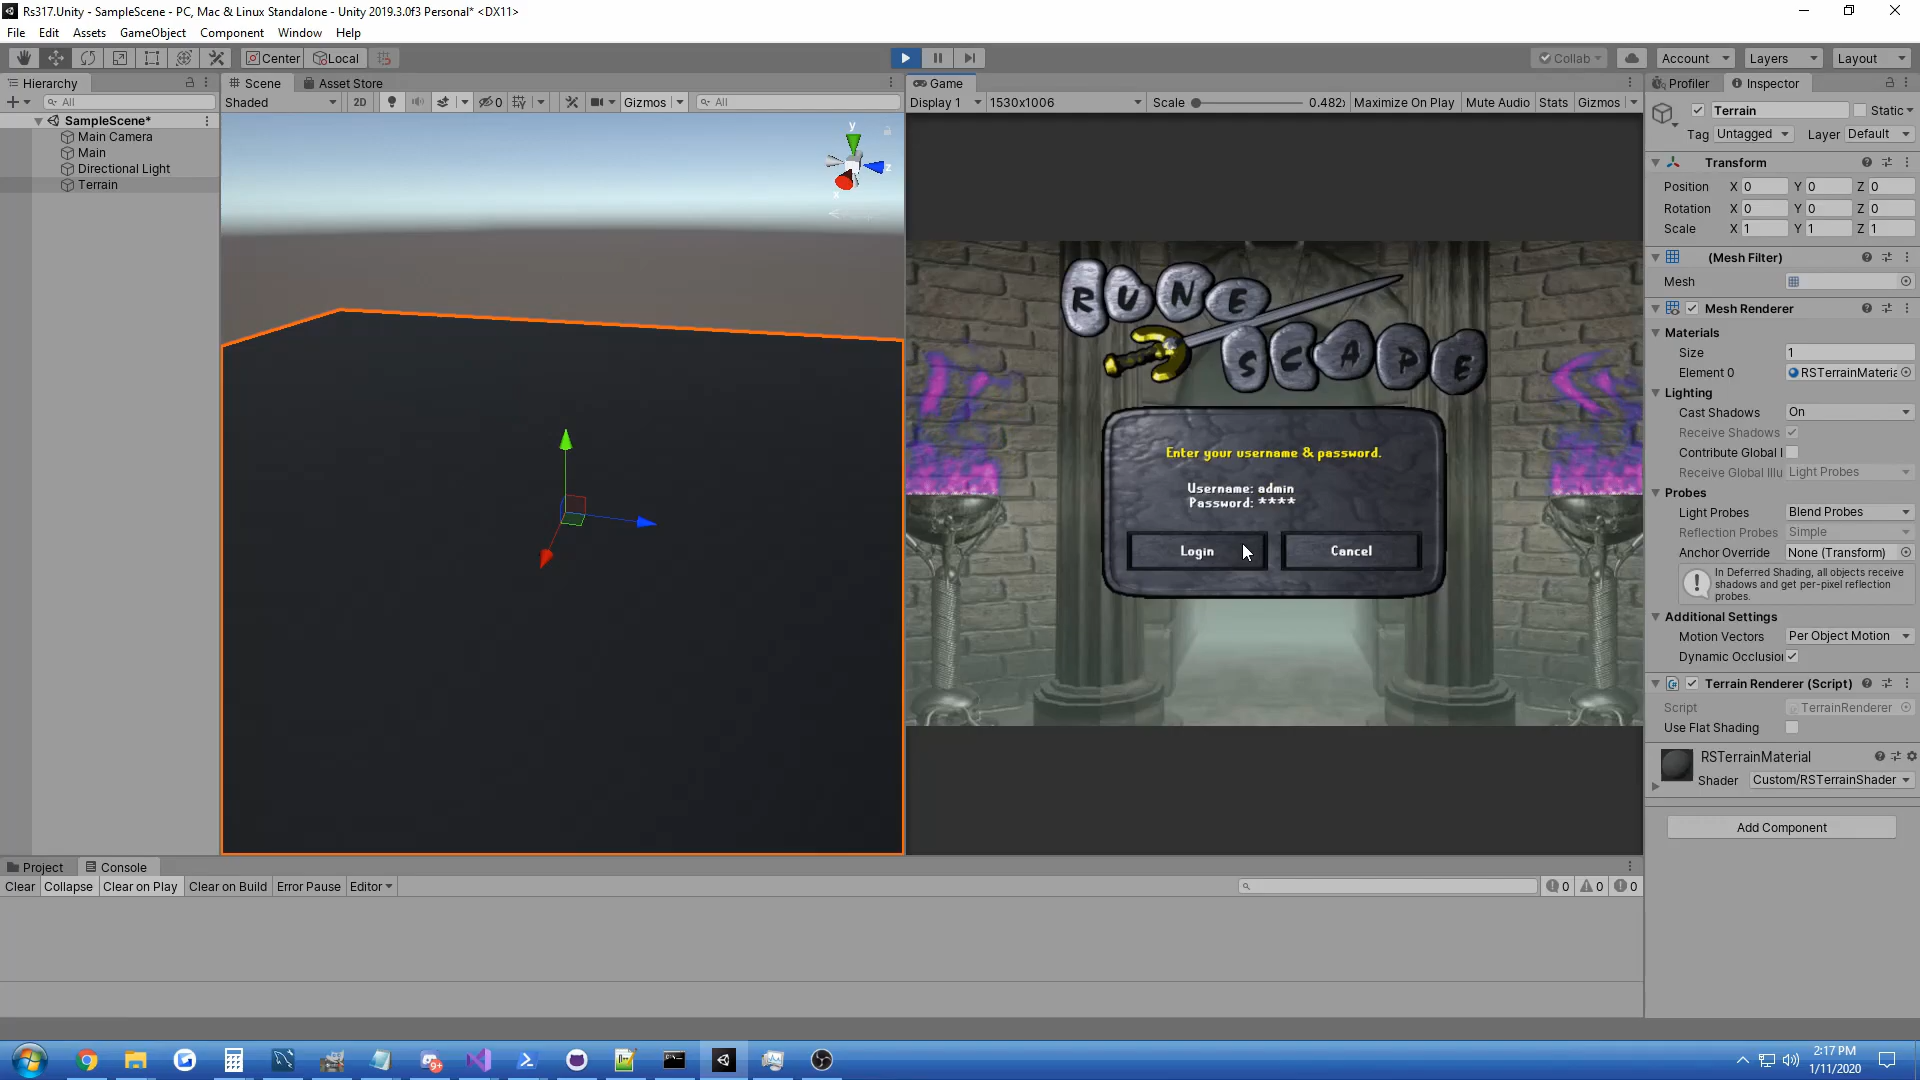 Rs317.Unity - SampleScene - PC, Mac & Linux Standalone - Unity 2019.3.0f3 Personal* <DX11>
File Edit Assets GameObject Component Window Help
Center Local Collab Account Layers Layout
Hierarchy
All
SampleScene*
Main Camera
Main
Directional Light
Terrain
Scene Asset Store
Shaded 2D 0 Gizmos All
y
z
x
Game
Display 1 1530x1006 Scale 0.482x Maximize On Play Mute Audio Stats Gizmos
RUNE
SCAPE
Enter your username & password.
Username: admin
Password: ****
Login Cancel
Profiler Inspector
Terrain Static
Tag Untagged Layer Default
Transform
Position X 0 Y 0 Z 0
Rotation X 0 Y 0 Z 0
Scale X 1 Y 1 Z 1
(Mesh Filter)
Mesh
Mesh Renderer
Materials
Size 1
Element 0 RSTerrainMateria
Lighting
Cast Shadows On
Receive Shadows
Contribute Global I
Receive Global Illu Light Probes
Probes
Light Probes Blend Probes
Reflection Probes Simple
Anchor Override None (Transform)
In Deferred Shading, all objects receive
shadows and get per-pixel reflection
probes.
Additional Settings
Motion Vectors Per Object Motion
Dynamic Occlusio
Terrain Renderer (Script)
Script TerrainRenderer
Use Flat Shading
RSTerrainMaterial
Shader Custom/RSTerrainShader
Add Component
Project Console
Clear Collapse Clear on Play Clear on Build Error Pause Editor
0 0 0
9+
2:17 PM
1/11/2020